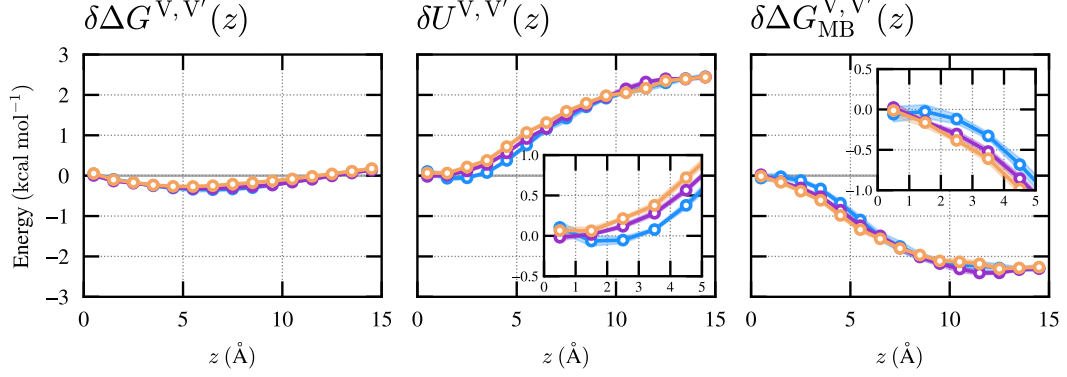 δΔG^{V,V′}(z)
δU^{V,V′}(z)
δΔG_{MB}^{V,V′}(z)
Energy (kcal mol⁻¹)
3
2
1
0
−1
−2
−3
0 5 10 15
z (Å)
1.0
0.5
0.0
−0.5
0 1 2 3 4 5
0 5 10 15
z (Å)
0.5
0.0
−0.5
−1.0
0 1 2 3 4 5
0 5 10 15
z (Å)